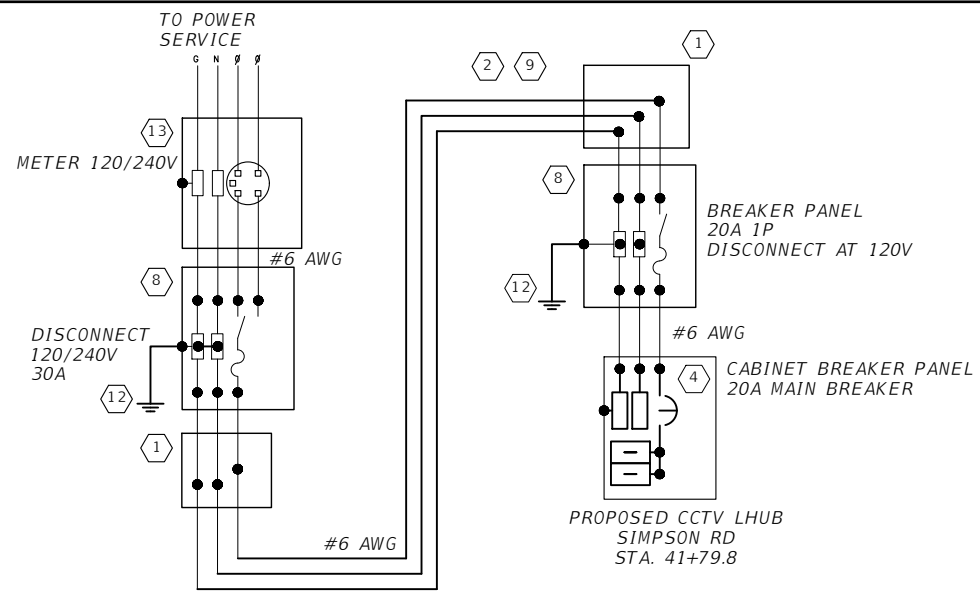 TO POWER
SERVICE
G N Ø Ø
13
METER 120/240V
#6 AWG
8
DISCONNECT
120/240V
30A
12
1
#6 AWG
2 9
1
8
BREAKER PANEL
20A 1P
DISCONNECT AT 120V
12
#6 AWG
4
CABINET BREAKER PANEL
20A MAIN BREAKER
PROPOSED CCTV LHUB
SIMPSON RD
STA. 41+79.8